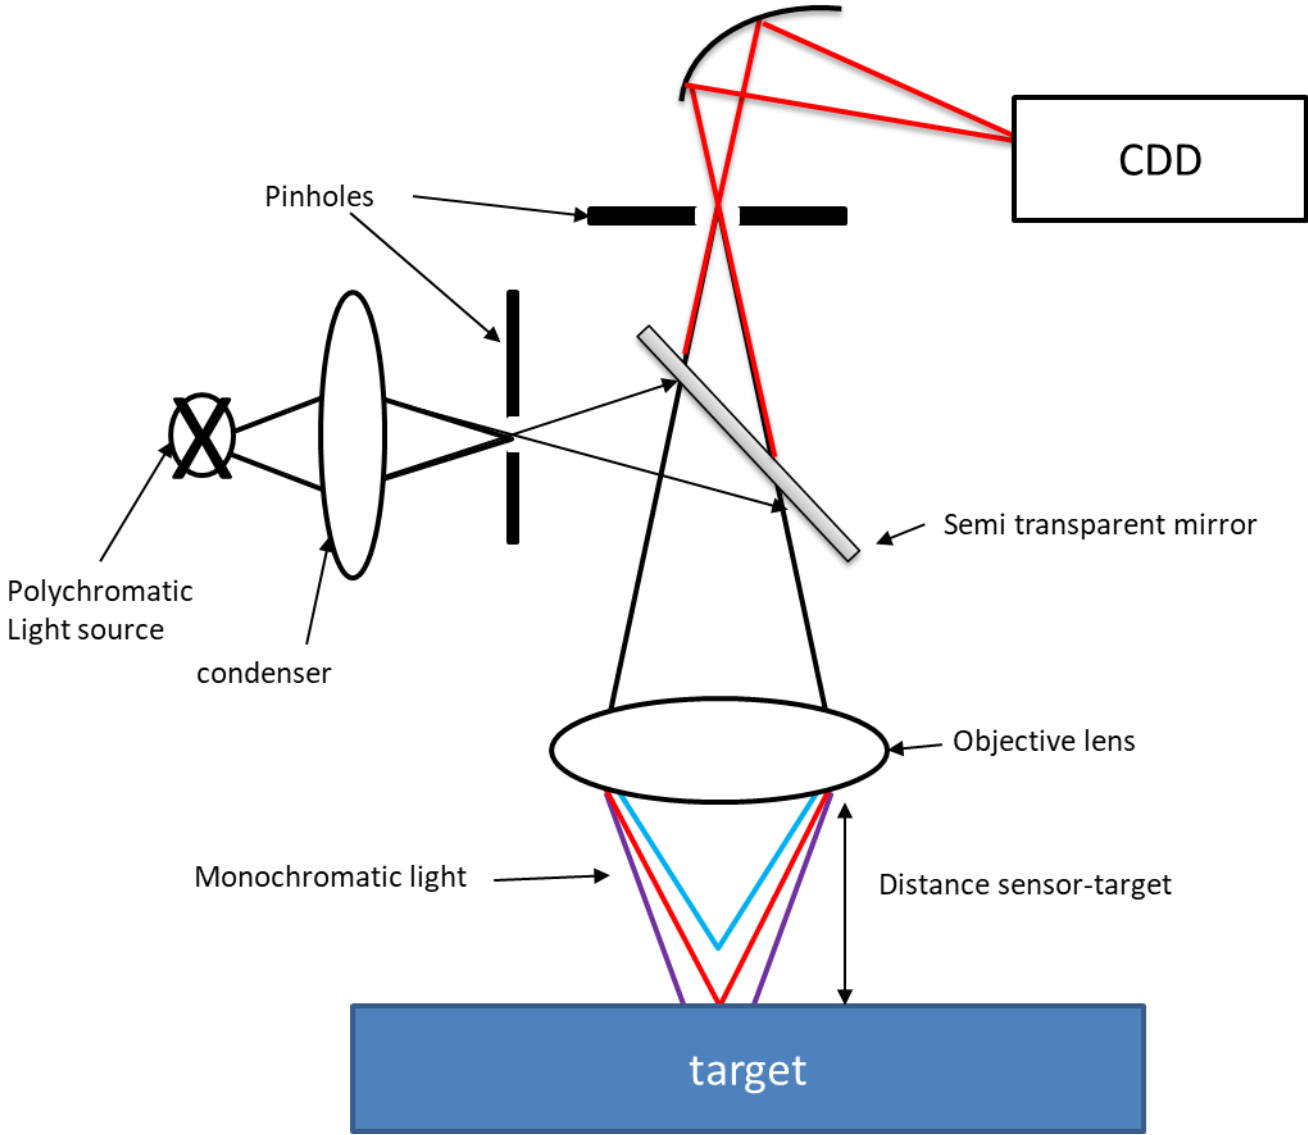 CDD
Pinholes
Semi transparent mirror
Polychromatic
Light source
condenser
Objective lens
Monochromatic light
Distance sensor-target
target